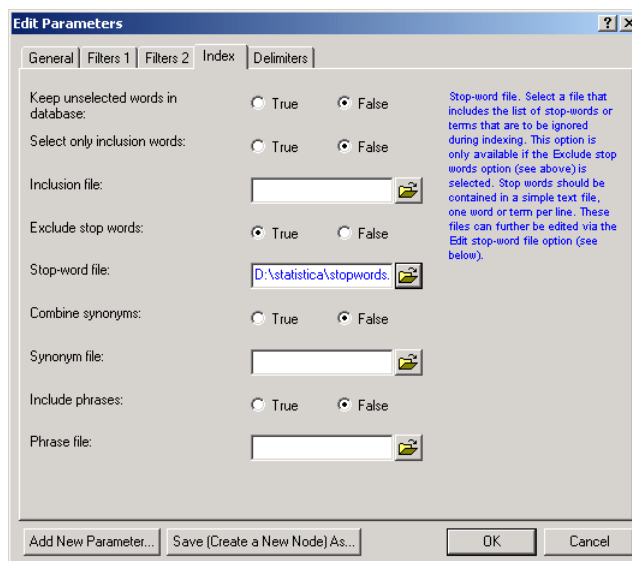 Edit Parameters
General Filters 1 Filters 2 Index Delimiters
Keep unselected words in
database:
True False
Select only inclusion words:
True False
Inclusion file:
Exclude stop words:
True False
Stop-word file:
D:\statistica\stopwords.
Combine synonyms:
True False
Synonym file:
Include phrases:
True False
Phrase file:
Stop-word file. Select a file that
includes the list of stop-words or
terms that are to be ignored
during indexing. This option is
only available if the Exclude stop
words option (see above) is
selected. Stop words should be
contained in a simple text file,
one word or term per line. These
files can further be edited via the
Edit stop-word file option (see
below).
Add New Parameter... Save (Create a New Node) As... OK Cancel